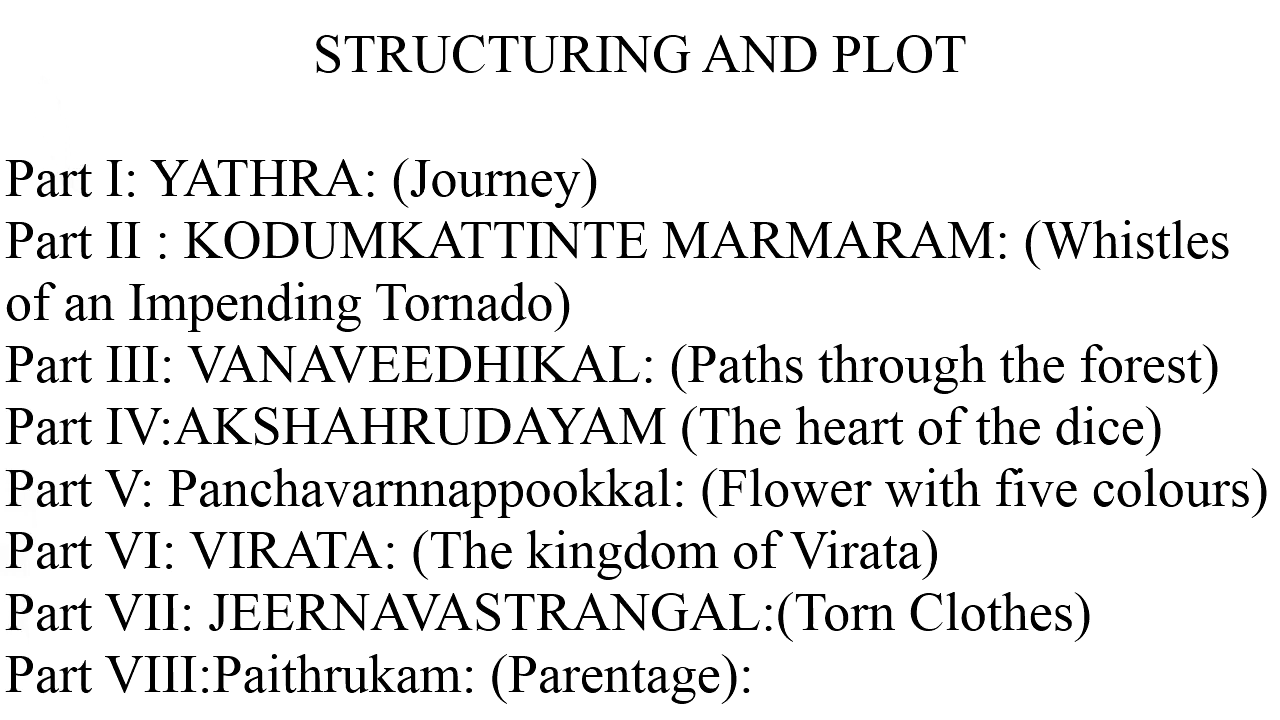 STRUCTURING AND PLOT
Part I: YATHRA: (Journey)
Part II : KODUMKATTINTE MARMARAM: (Whistles
of an Impending Tornado)
Part III: VANAVEEDHIKAL: (Paths through the forest)
Part IV:AKSHAHRUDAYAM (The heart of the dice)
Part V: Panchavarnnappookkal: (Flower with five colours)
Part VI: VIRATA: (The kingdom of Virata)
Part VII: JEERNAVASTRANGAL:(Torn Clothes)
Part VIII:Paithrukam: (Parentage):